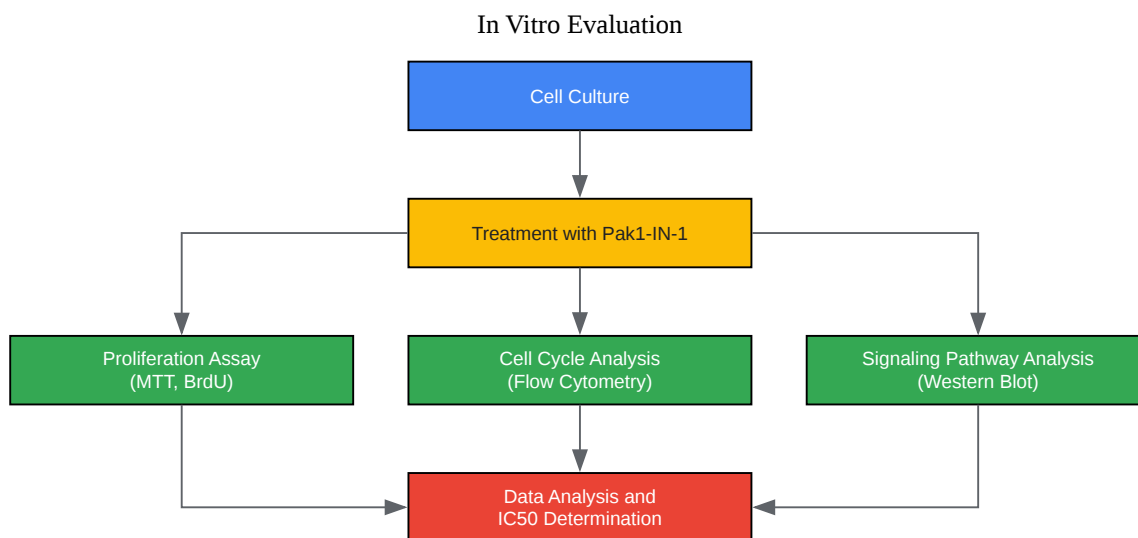 In Vitro Evaluation
Cell Culture
Treatment with Pak1-IN-1
Proliferation Assay
(MTT, BrdU)
Cell Cycle Analysis
(Flow Cytometry)
Signaling Pathway Analysis
(Western Blot)
Data Analysis and
IC50 Determination